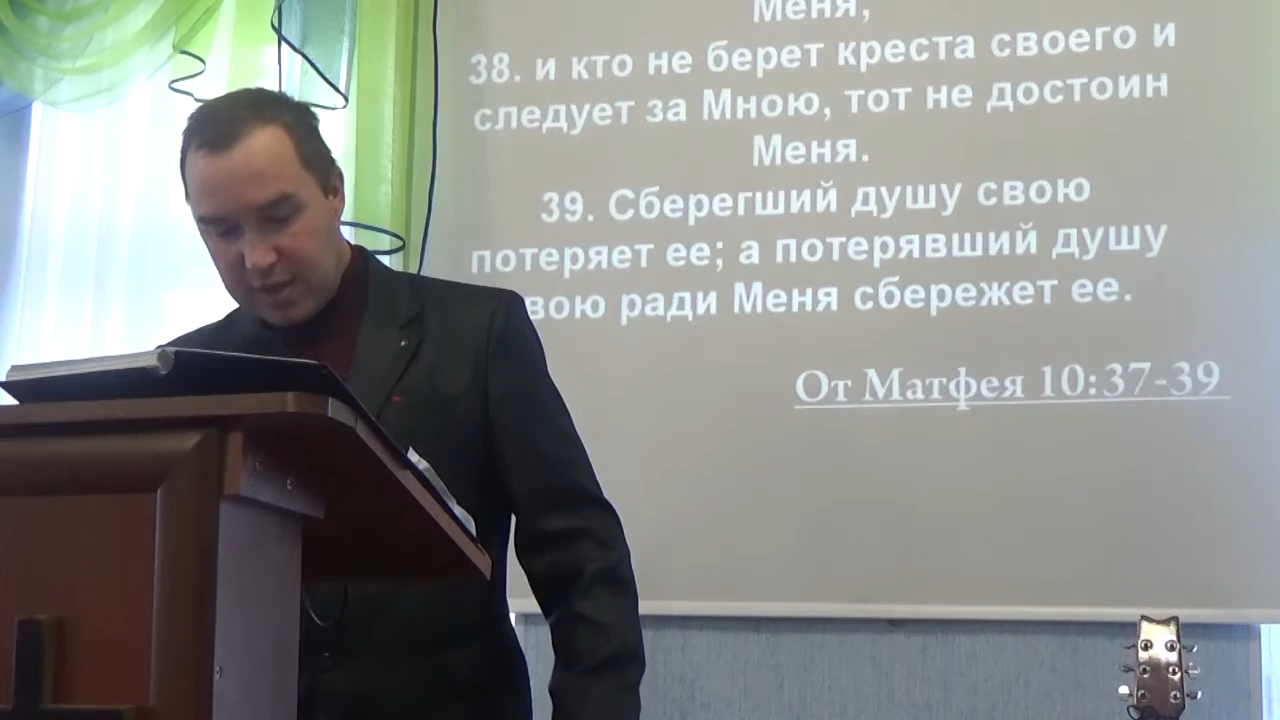 Меня,
38. и кто не берет креста своего и
следует за Мною, тот не достоин
Меня.
39. Сберегший душу свою
потеряет ее; а потерявший душу
вою ради Меня сбережет ее.
От Матфея 10:37-39